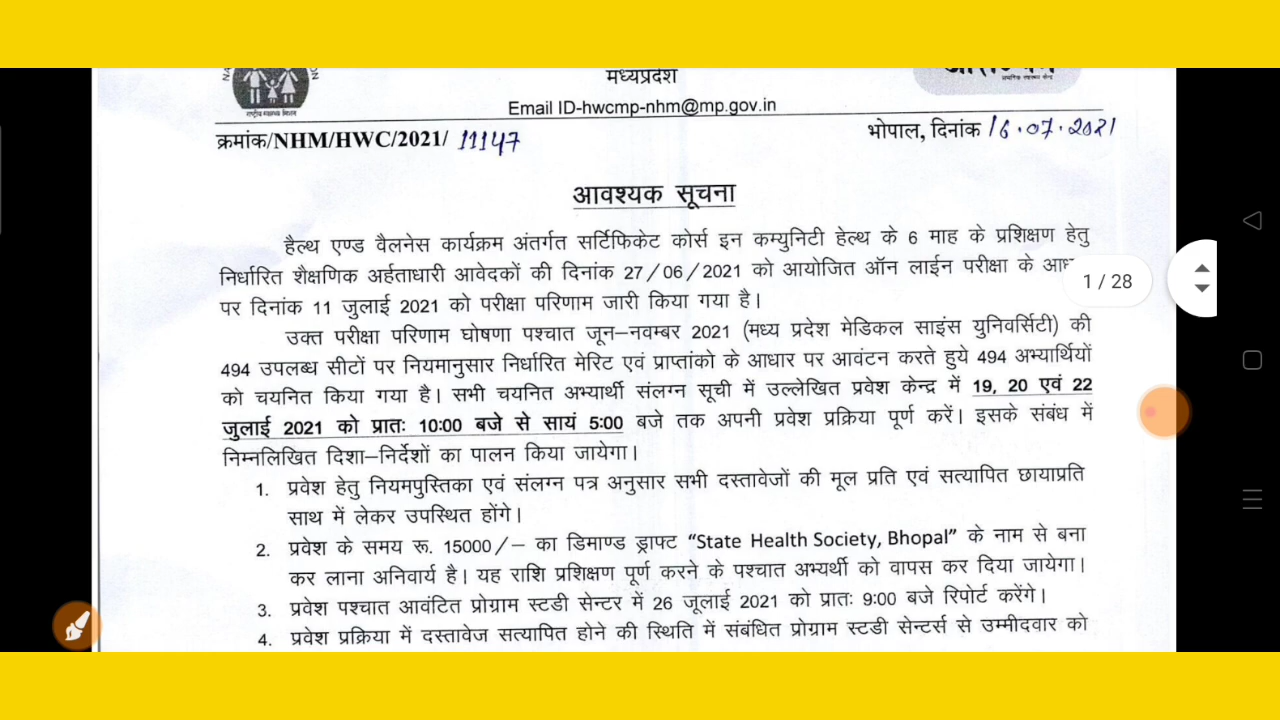 मध्यप्रदेश
राष्ट्रीय स्वास्थ्य मिशन
Email ID-hwcmp-nhm@mp.gov.in
क्रमांक/NHM/HWC/2021/ 11147
भोपाल, दिनांक 16.07.2021
आवश्यक सूचना
हैल्थ एण्ड वैलनेस कार्यक्रम अंतर्गत सर्टिफिकेट कोर्स इन कम्युनिटी हेल्थ के 6 माह के प्रशिक्षण हेतु
निर्धारित शैक्षणिक अर्हताधारी आवेदकों की दिनांक 27/06/2021 को आयोजित ऑन लाईन परीक्षा के
पर दिनांक 11 जुलाई 2021 को परीक्षा परिणाम जारी किया गया है।
1 / 28
उक्त परीक्षा परिणाम घोषणा पश्चात जून–नवम्बर 2021 (मध्य प्रदेश मेडिकल साइंस युनिवर्सिटी) की
494 उपलब्ध सीटों पर नियमानुसार निर्धारित मेरिट एवं प्राप्तांको के आधार पर आवंटन करते हुये 494 अभ्यार्थियों
को चयनित किया गया है। सभी चयनित अभ्यार्थी संलग्न सूची में उल्लेखित प्रवेश केन्द्र में 19, 20 एवं 22
जुलाई 2021 को प्रातः 10:00 बजे से सायं 5:00 बजे तक अपनी प्रवेश प्रक्रिया पूर्ण करें। इसके संबंध में
निम्नलिखित दिशा–निर्देशों का पालन किया जायेगा।
1. प्रवेश हेतु नियमपुस्तिका एवं संलग्न पत्र अनुसार सभी दस्तावेजों की मूल प्रति एवं सत्यापित छायाप्रति
साथ में लेकर उपस्थित होंगे।
2. प्रवेश के समय रू. 15000/– का डिमाण्ड ड्राफ्ट “State Health Society, Bhopal” के नाम से बना
कर लाना अनिवार्य है। यह राशि प्रशिक्षण पूर्ण करने के पश्चात अभ्यर्थी को वापस कर दिया जायेगा।
3. प्रवेश पश्चात आवंटित प्रोग्राम स्टडी सेन्टर में 26 जूलाई 2021 को प्रातः 9:00 बजे रिपोर्ट करेंगे।
4. प्रवेश प्रक्रिया में दस्तावेज सत्यापित होने की स्थिति में संबंधित प्रोग्राम स्टडी सेन्टर्स से उम्मीदवार को